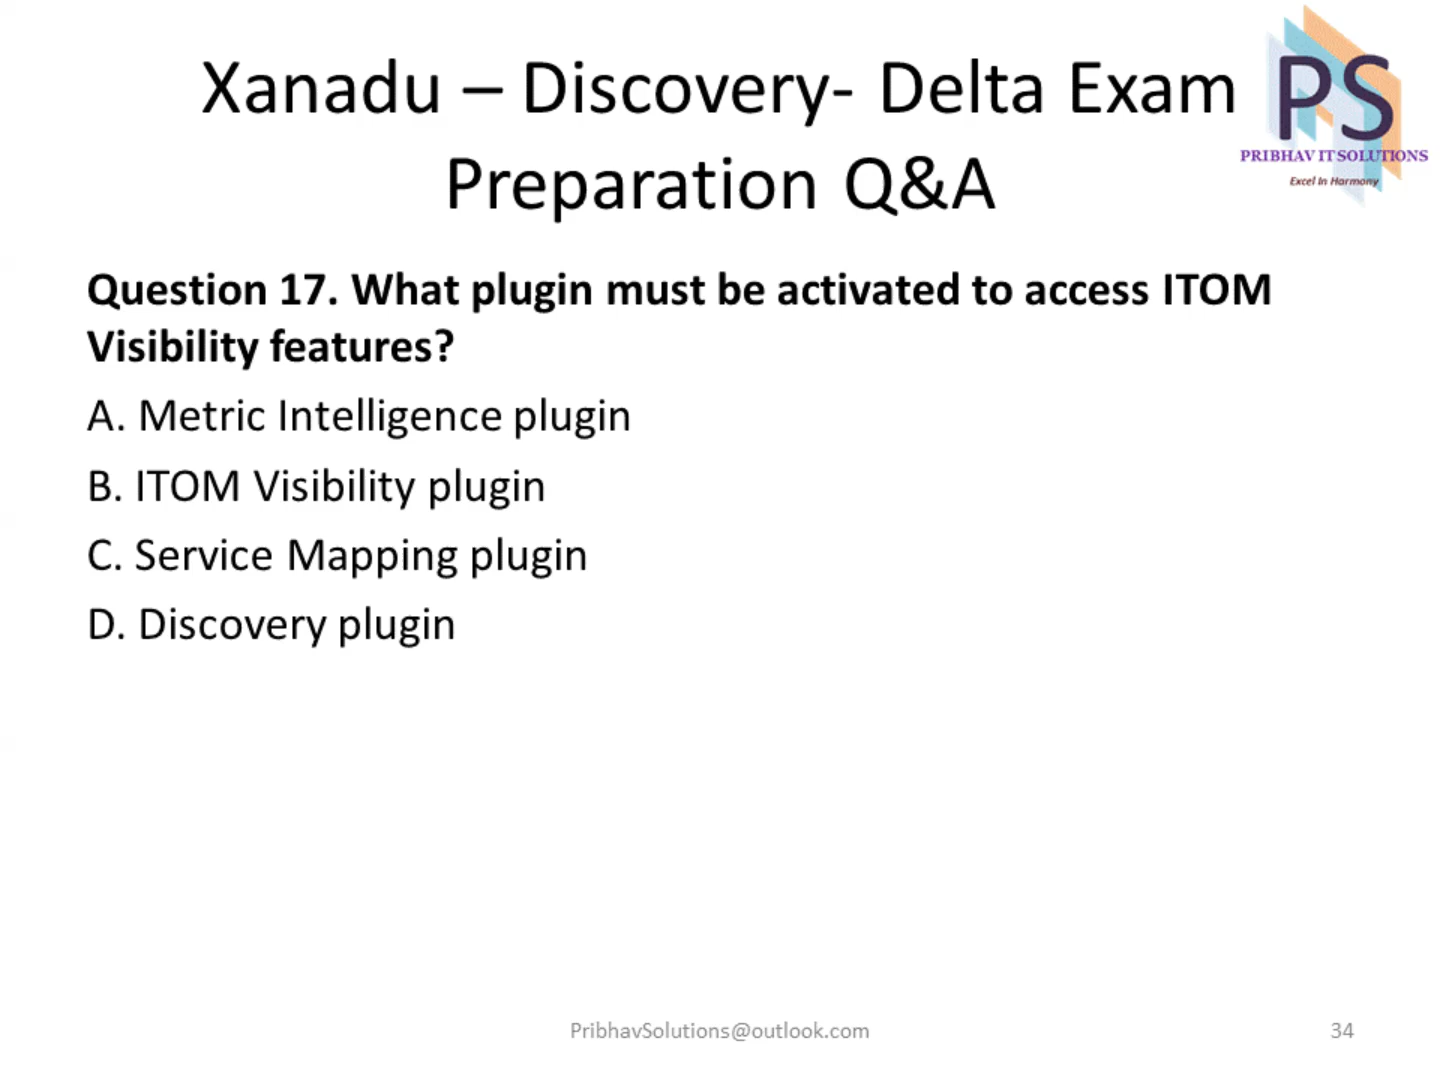 Xanadu – Discovery- Delta Exam
Preparation Q&A
PS
PRIBHAV IT SOLUTIONS
Excel In Harmony
Question 17. What plugin must be activated to access ITOM
Visibility features?
A. Metric Intelligence plugin
B. ITOM Visibility plugin
C. Service Mapping plugin
D. Discovery plugin
PribhavSolutions@outlook.com
34